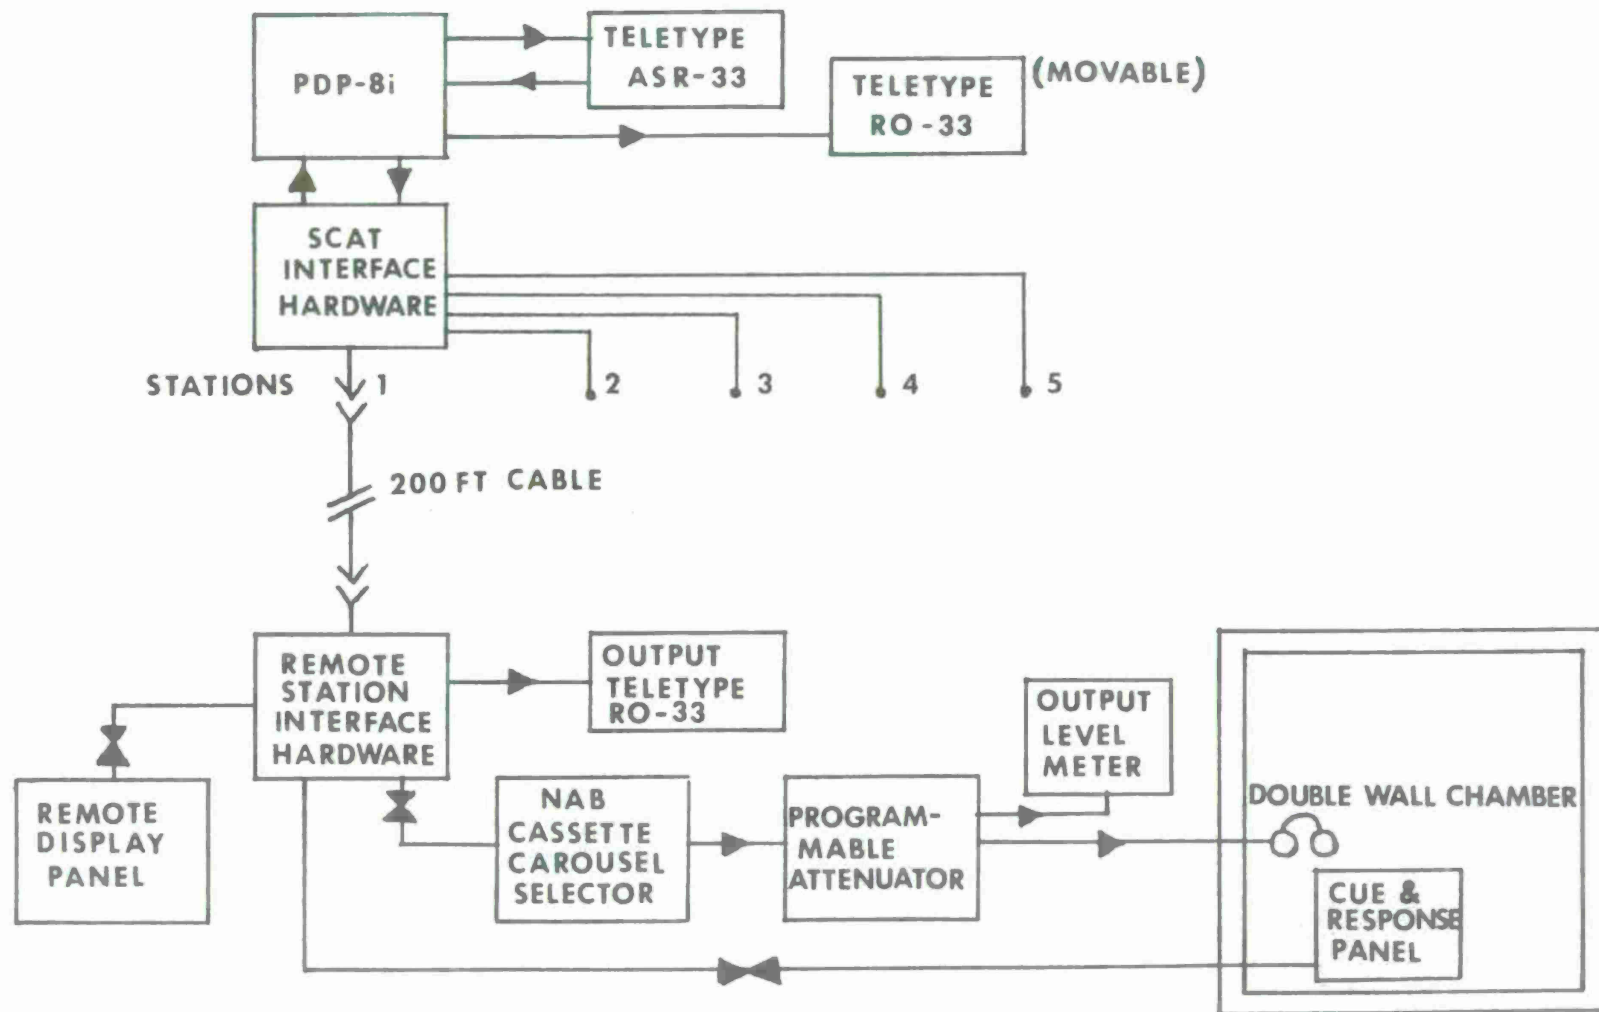 PDP-8i
TELETYPE
ASR-33
TELETYPE
RO-33
(MOVABLE)
SCAT
INTERFACE
HARDWARE
STATIONS 1 2 3 4 5
200 FT CABLE
REMOTE
STATION
INTERFACE
HARDWARE
OUTPUT
TELETYPE
RO-33
REMOTE
DISPLAY
PANEL
NAB
CASSETTE
CAROUSEL
SELECTOR
PROGRAM-
MABLE
ATTENUATOR
OUTPUT
LEVEL
METER
DOUBLE WALL CHAMBER
CUE &
RESPONSE
PANEL